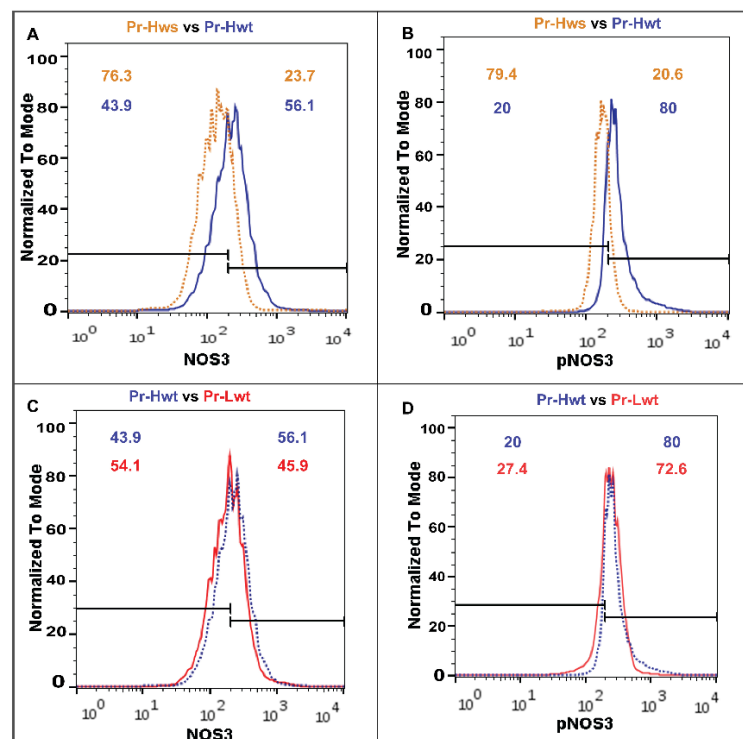 A
Pr-Hws vs Pr-Hwt
100
80
60
40
20
0
Normalized To Mode
76.3 23.7
43.9 56.1
10^0 10^1 10^2 10^3 10^4
NOS3
B
Pr-Hws vs Pr-Hwt
100
80
60
40
20
0
Normalized To Mode
79.4 20.6
20 80
10^0 10^1 10^2 10^3 10^4
pNOS3
C
Pr-Hwt vs Pr-Lwt
100
80
60
40
20
0
Normalized To Mode
43.9 56.1
54.1 45.9
10^0 10^1 10^2 10^3 10^4
NOS3
D
Pr-Hwt vs Pr-Lwt
100
80
60
40
20
0
Normalized To Mode
20 80
27.4 72.6
10^0 10^1 10^2 10^3 10^4
pNOS3